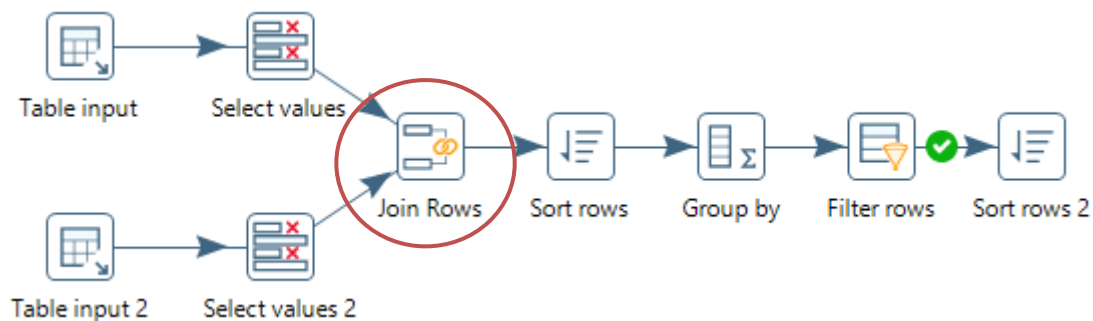 Table input
Select values
Join Rows
Sort rows
Group by
Filter rows
Sort rows 2
Table input 2
Select values 2